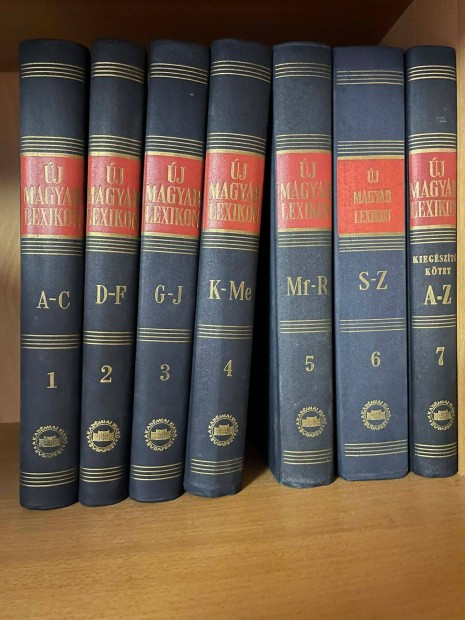 ÚJ
MAGYAR
LEXIKON
A-C
1
ÚJ
MAGYAR
LEXIKON
D-F
2
ÚJ
MAGYAR
LEXIKON
G-J
3
ÚJ
MAGYAR
LEXIKON
K-Me
4
ÚJ
MAGYAR
LEXIKON
Mf-R
5
ÚJ
MAGYAR
LEXIKON
S-Z
6
ÚJ
MAGYAR
LEXIKON
KIEGÉSZÍTŐ
KÖTET
A-Z
7